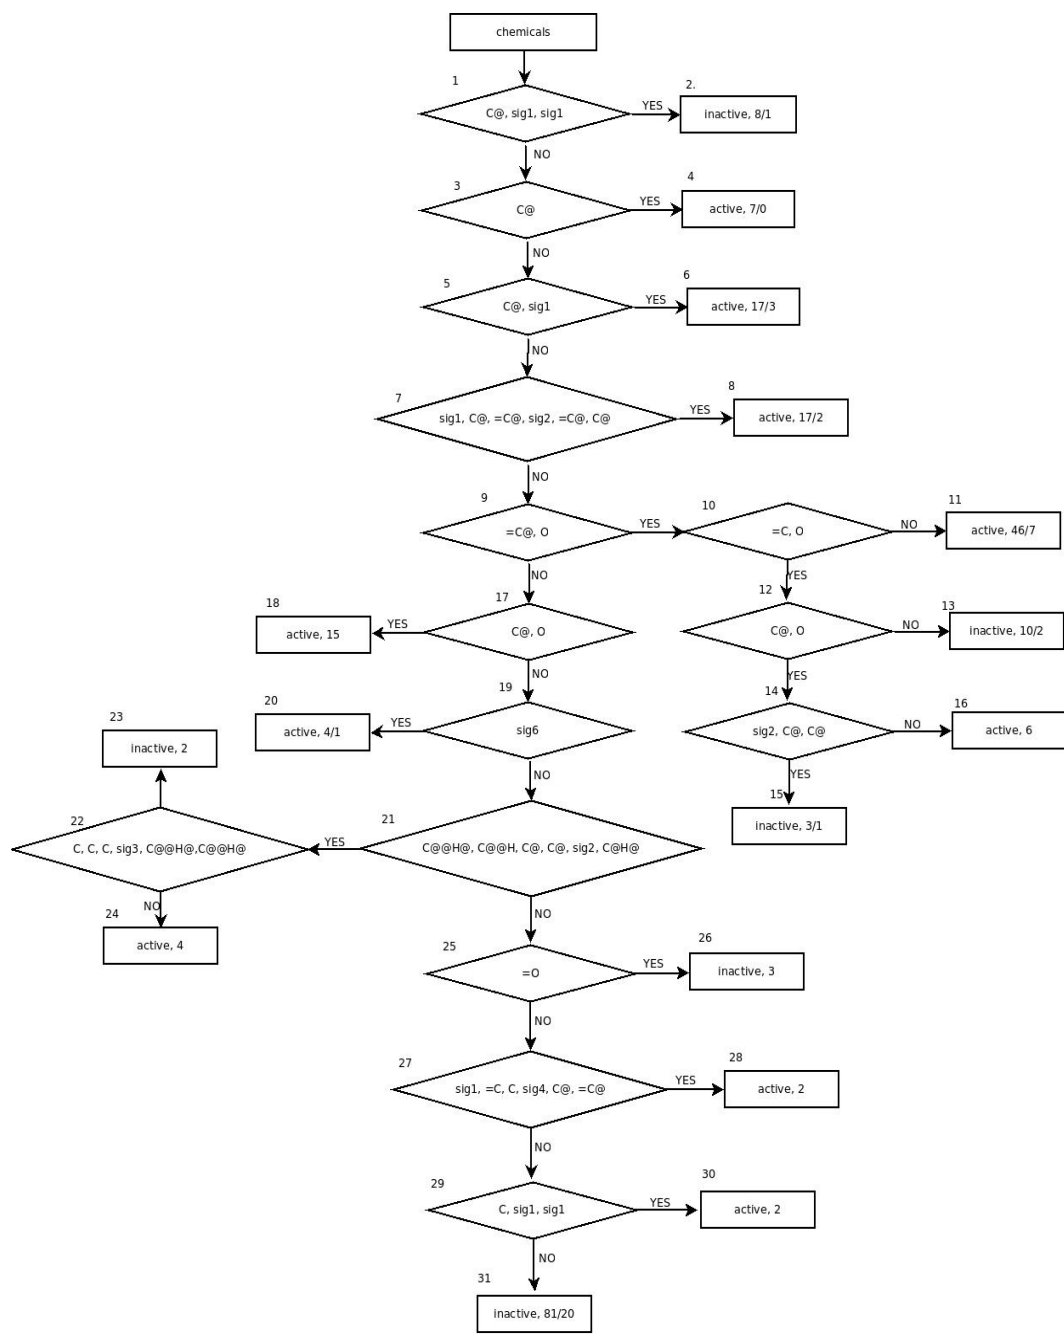 chemicals
1
C@, sig1, sig1
YES
2.
inactive, 8/1
NO
3
C@
YES
4
active, 7/0
NO
5
C@, sig1
YES
6
active, 17/3
NO
7
sig1, C@, =C@, sig2, =C@, C@
YES
8
active, 17/2
NO
9
=C@, O
YES
10
=C, O
NO
11
active, 46/7
NO
YES
18
active, 15
YES
17
C@, O
12
C@, O
NO
13
inactive, 10/2
NO
YES
20
active, 4/1
YES
19
sig6
14
sig2, C@, C@
NO
16
active, 6
NO
YES
15
inactive, 3/1
23
inactive, 2
22
C, C, C, sig3, C@@H@,C@@H@
YES
21
C@@H@, C@@H, C@, C@, sig2, C@H@
NO
24
active, 4
NO
25
=O
YES
26
inactive, 3
NO
27
sig1, =C, C, sig4, C@, =C@
YES
28
active, 2
NO
29
C, sig1, sig1
YES
30
active, 2
NO
31
inactive, 81/20